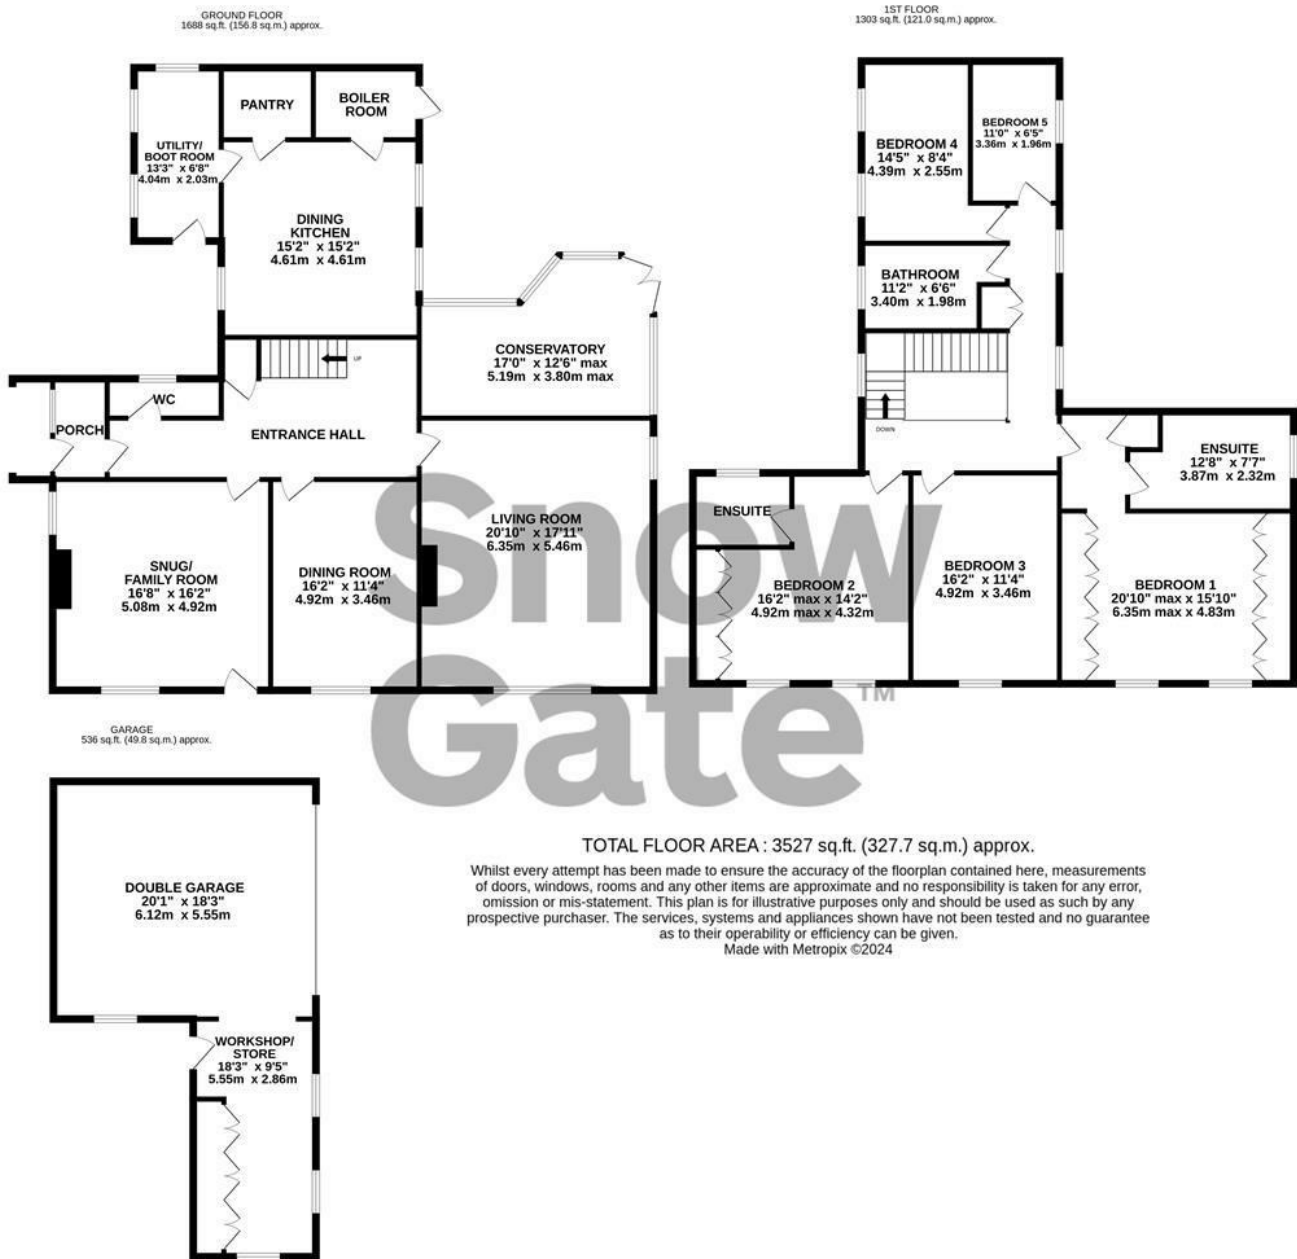 GROUND FLOOR
1688 sq.ft. (156.8 sq.m.) approx.
UTILITY/
BOOT ROOM
13'3" x 6'8"
4.04m x 2.03m
PANTRY
BOILER
ROOM
DINING
KITCHEN
15'2" x 15'2"
4.61m x 4.61m
CONSERVATORY
17'0" x 12'6" max
5.19m x 3.80m max
UP
WC
PORCH
ENTRANCE HALL
SNUG/
FAMILY ROOM
16'8" x 16'2"
5.08m x 4.92m
DINING ROOM
16'2" x 11'4"
4.92m x 3.46m
LIVING ROOM
20'10" x 17'11"
6.35m x 5.46m
1ST FLOOR
1303 sq.ft. (121.0 sq.m.) approx.
BEDROOM 4
14'5" x 8'4"
4.39m x 2.55m
BEDROOM 5
11'0" x 6'5"
3.36m x 1.96m
BATHROOM
11'2" x 6'6"
3.40m x 1.98m
DOWN
ENSUITE
12'8" x 7'7"
3.87m x 2.32m
ENSUITE
BEDROOM 2
16'2" max x 14'2"
4.92m max x 4.32m
BEDROOM 3
16'2" x 11'4"
4.92m x 3.46m
BEDROOM 1
20'10" max x 15'10"
6.35m max x 4.83m
Snow
Gate™
GARAGE
536 sq.ft. (49.8 sq.m.) approx.
DOUBLE GARAGE
20'1" x 18'3"
6.12m x 5.55m
WORKSHOP/
STORE
18'3" x 9'5"
5.55m x 2.86m
TOTAL FLOOR AREA : 3527 sq.ft. (327.7 sq.m.) approx.
Whilst every attempt has been made to ensure the accuracy of the floorplan contained here, measurements
of doors, windows, rooms and any other items are approximate and no responsibility is taken for any error,
omission or mis-statement. This plan is for illustrative purposes only and should be used as such by any
prospective purchaser. The services, systems and appliances shown have not been tested and no guarantee
as to their operability or efficiency can be given.
Made with Metropix ©2024